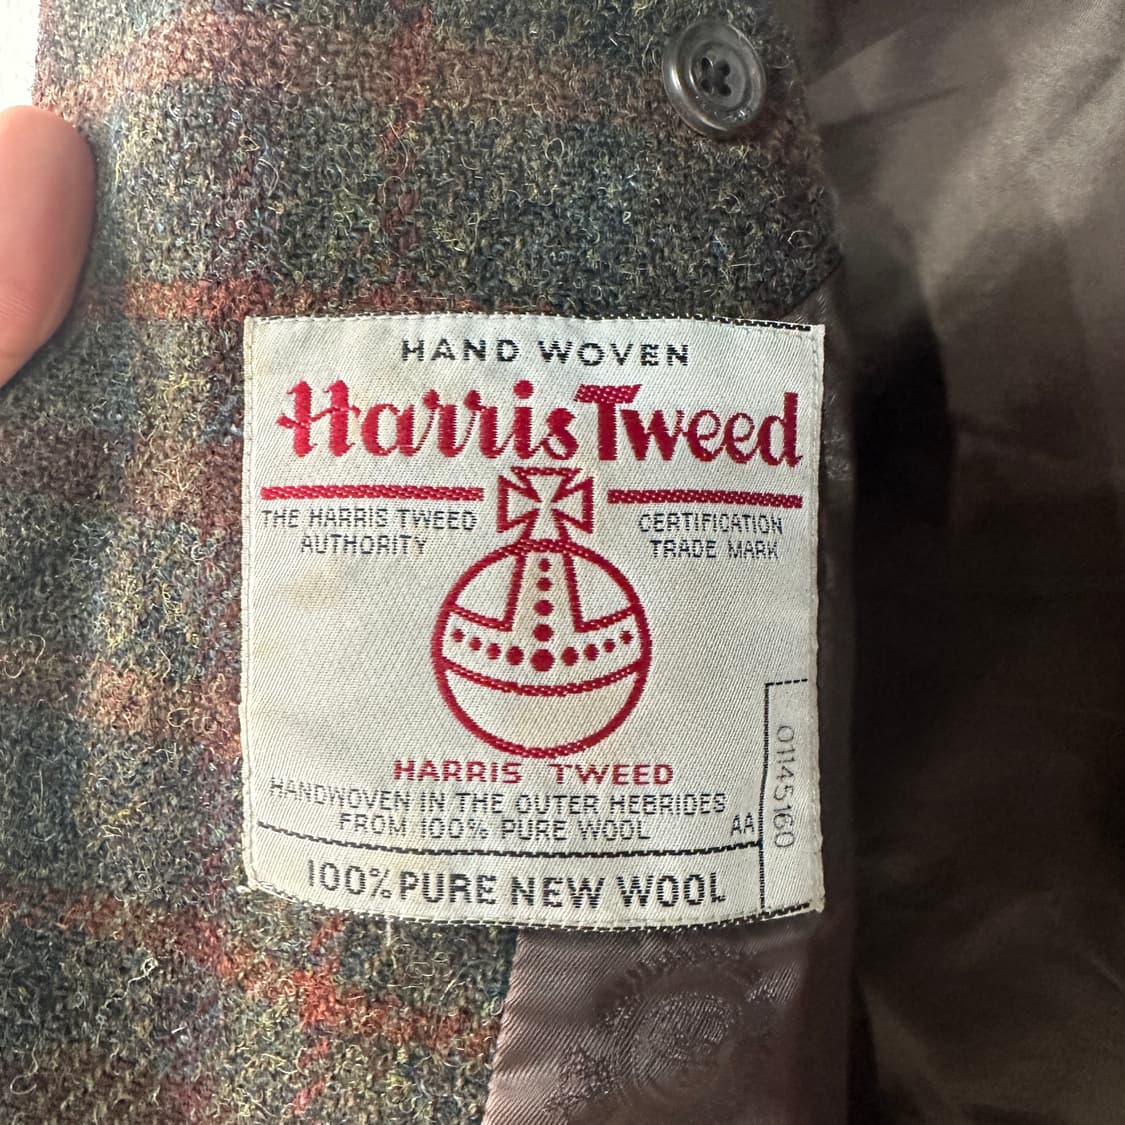 HAND WOVEN
Harris Tweed
THE HARRIS TWEED
AUTHORITY
CERTIFICATION
TRADE MARK
HARRIS TWEED
HANDWOVEN IN THE OUTER HEBRIDES
FROM 100% PURE WOOL
AA
01145160
100% PURE NEW WOOL